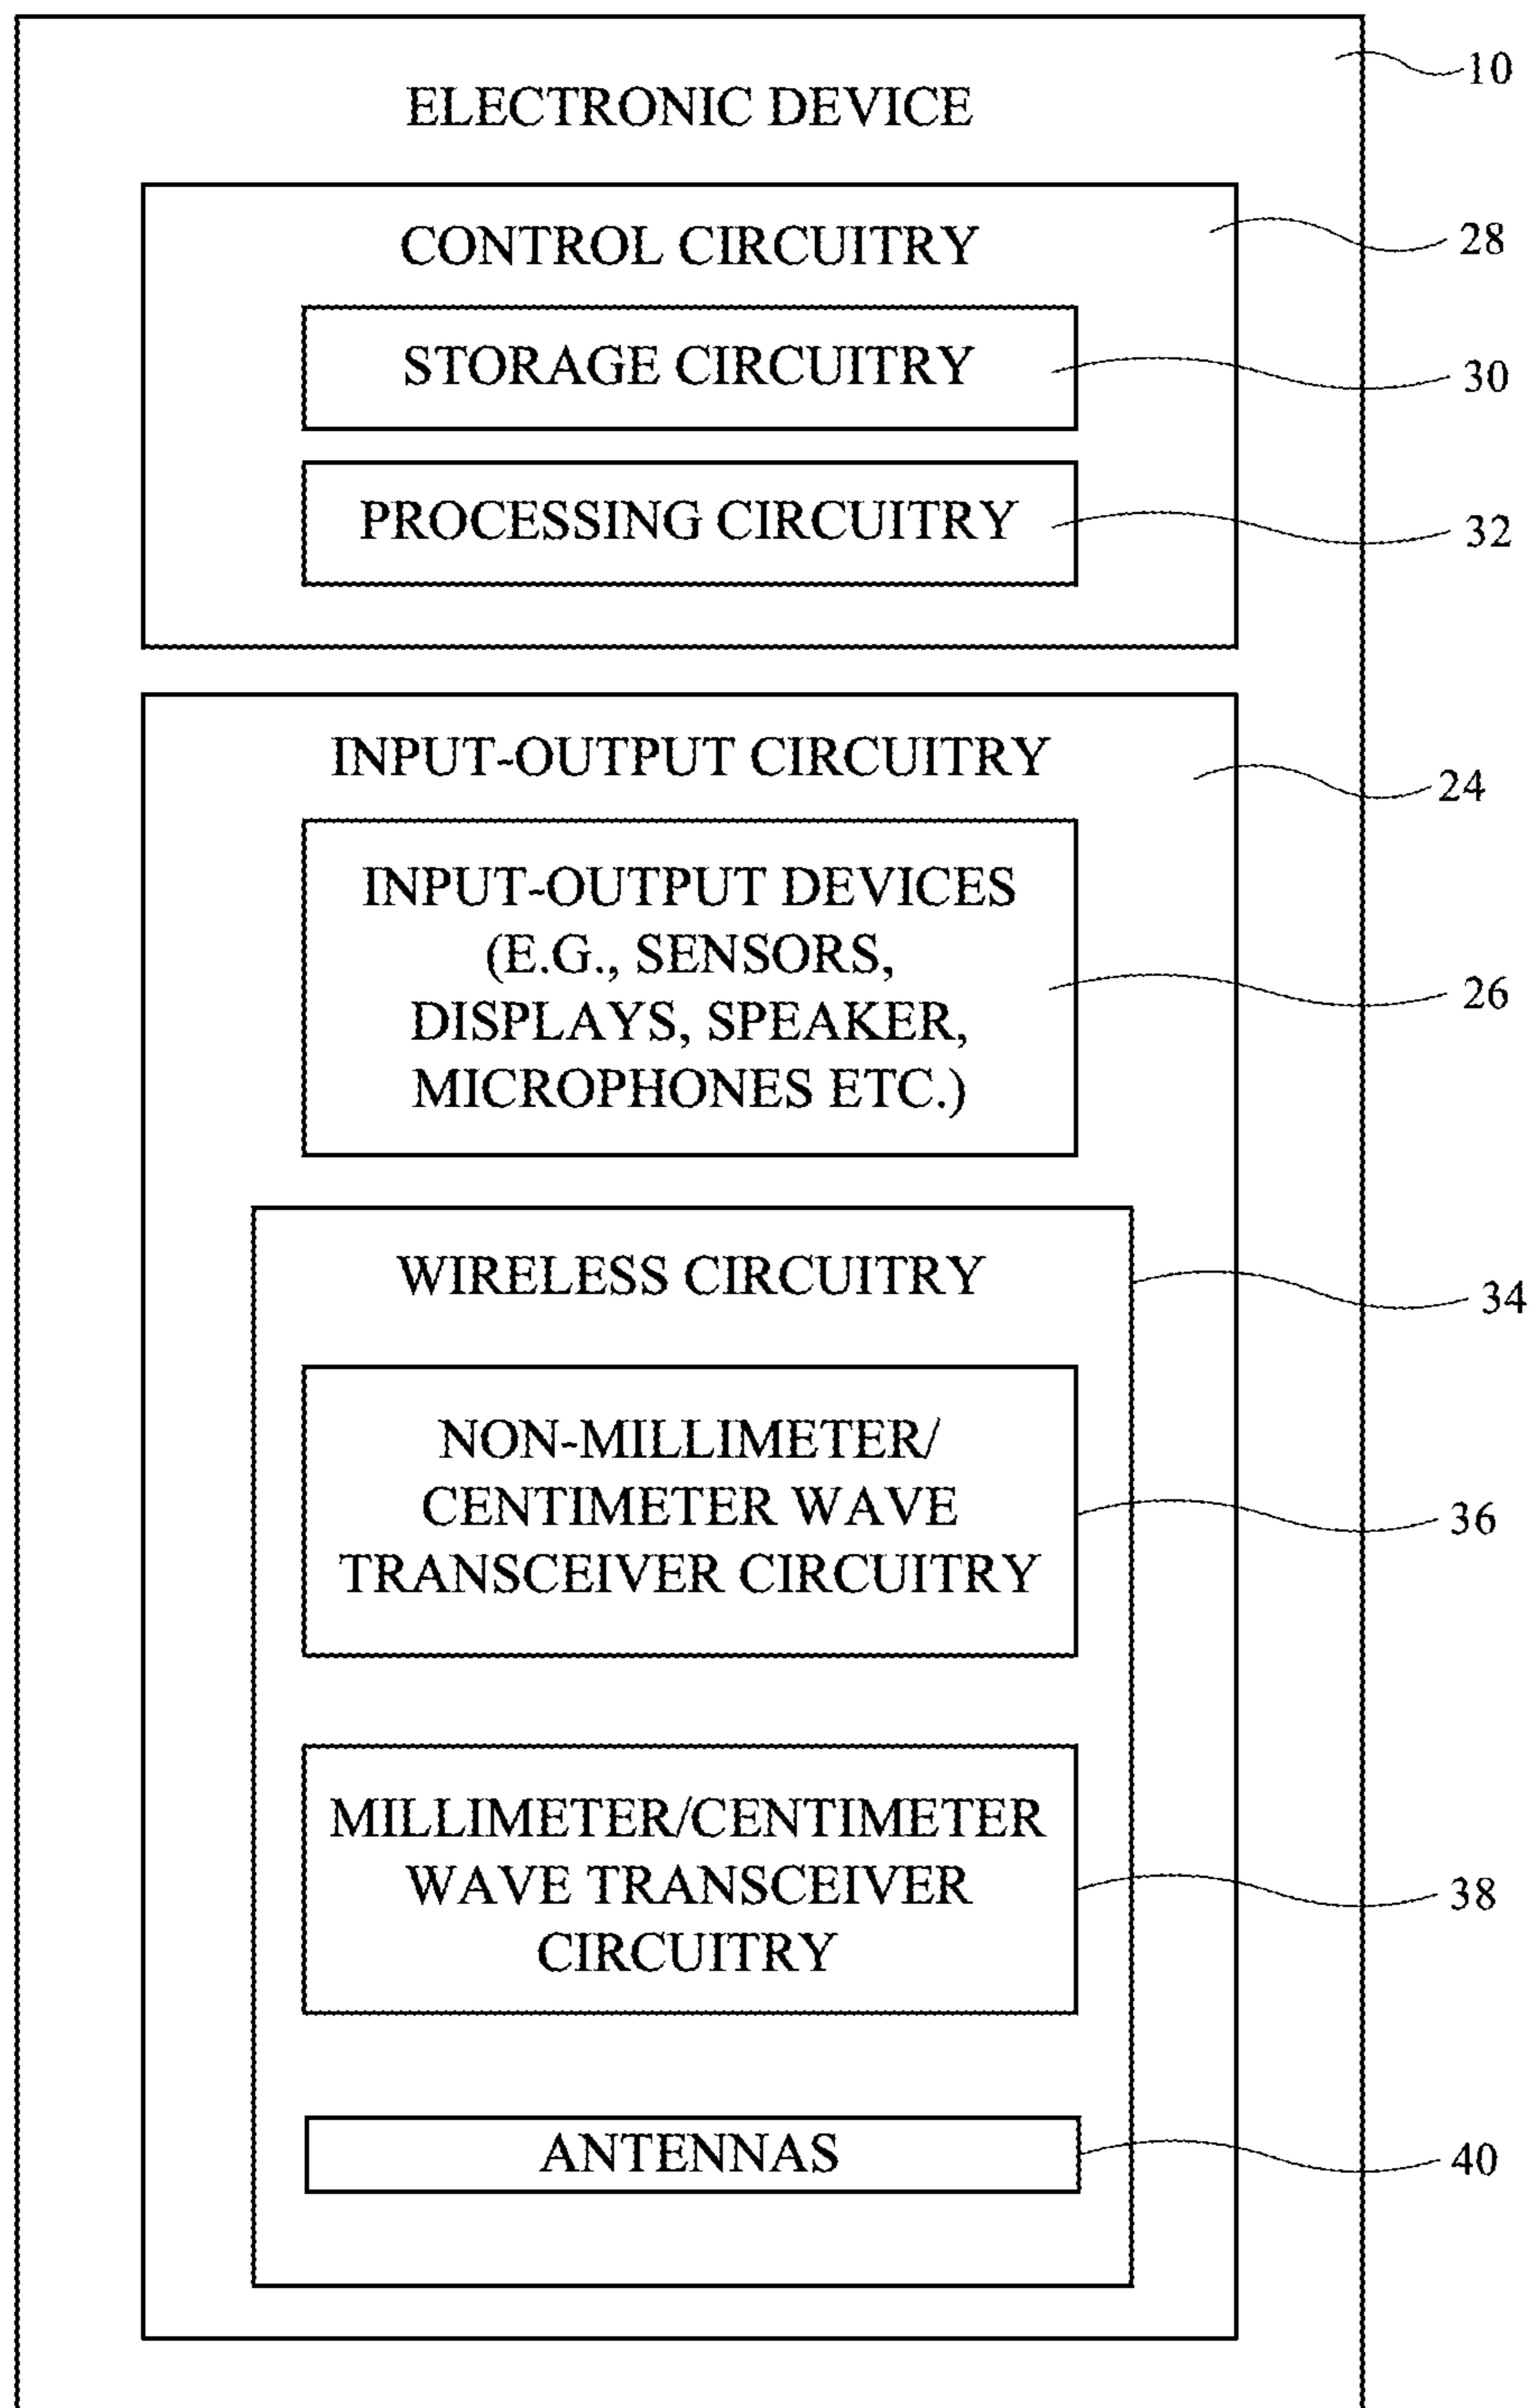 10
ELECTRONIC DEVICE
CONTROL CIRCUITRY
28
STORAGE CIRCUITRY
30
PROCESSING CIRCUITRY
32
INPUT-OUTPUT CIRCUITRY
24
INPUT-OUTPUT DEVICES
(E.G., SENSORS,
DISPLAYS, SPEAKER,
MICROPHONES ETC.)
26
WIRELESS CIRCUITRY
34
NON-MILLIMETER/
CENTIMETER WAVE
TRANSCEIVER CIRCUITRY
36
MILLIMETER/CENTIMETER
WAVE TRANSCEIVER
CIRCUITRY
38
ANTENNAS
40